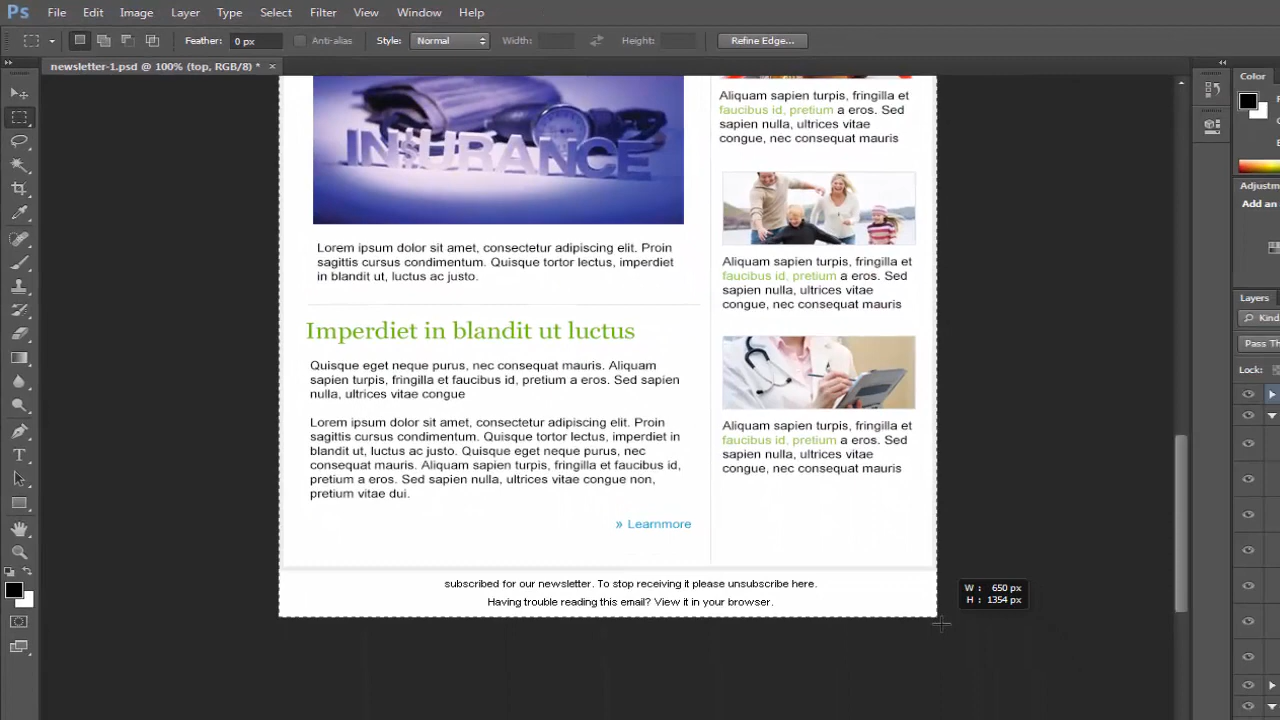 Ps File Edit Image Layer Type Select Filter View Window Help
Feather: 0 px Anti-alias Style: Normal Width: Height: Refine Edge...
newsletter-1.psd @ 100% (top, RGB/8) * ×
Color
INSURANCE
Lorem ipsum dolor sit amet, consectetur adipiscing elit. Proin
sagittis cursus condimentum. Quisque tortor lectus, imperdiet
in blandit ut, luctus ac justo.
Imperdiet in blandit ut luctus
Quisque eget neque purus, nec consequat mauris. Aliquam
sapien turpis, fringilla et faucibus id, pretium a eros. Sed sapien
nulla, ultrices vitae congue
Lorem ipsum dolor sit amet, consectetur adipiscing elit. Proin
sagittis cursus condimentum. Quisque tortor lectus, imperdiet in
blandit ut, luctus ac justo. Quisque eget neque purus, nec
consequat mauris. Aliquam sapien turpis, fringilla et faucibus id,
pretium a eros. Sed sapien nulla, ultrices vitae congue non,
pretium vitae dui.
» Learnmore
Aliquam sapien turpis, fringilla et
faucibus id, pretium a eros. Sed
sapien nulla, ultrices vitae
congue, nec consequat mauris
Aliquam sapien turpis, fringilla et
faucibus id, pretium a eros. Sed
sapien nulla, ultrices vitae
congue, nec consequat mauris
Aliquam sapien turpis, fringilla et
faucibus id, pretium a eros. Sed
sapien nulla, ultrices vitae
congue, nec consequat mauris
subscribed for our newsletter. To stop receiving it please unsubscribe here.
Having trouble reading this email? View it in your browser.
W : 650 px
H : 1354 px
Add an
Layers
Kind
Pass Th
Lock: